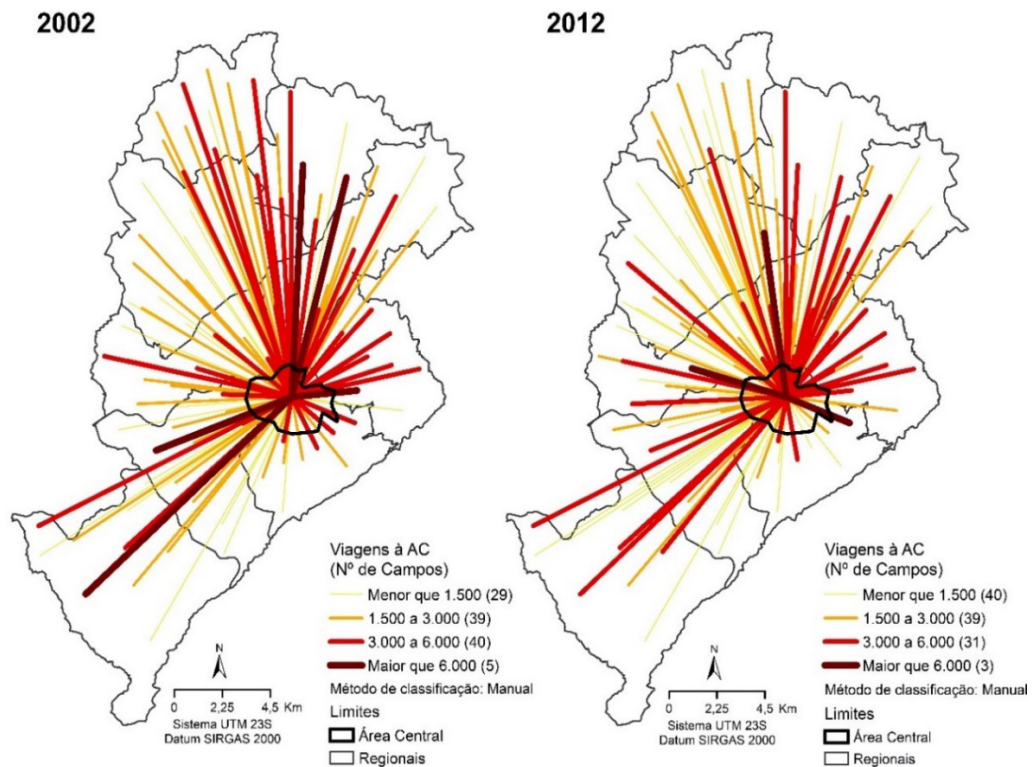 2002
Viagens à AC
(Nº de Campos)
Menor que 1.500 (29)
1.500 a 3.000 (39)
3.000 a 6.000 (40)
Maior que 6.000 (5)
Método de classificação: Manual
Limites
Área Central
Regionais
N
0 2,25 4,5 Km
Sistema UTM 23S
Datum SIRGAS 2000
2012
Viagens à AC
(Nº de Campos)
Menor que 1.500 (40)
1.500 a 3.000 (39)
3.000 a 6.000 (31)
Maior que 6.000 (3)
Método de classificação: Manual
Limites
Área Central
Regionais
N
0 2,25 4,5 Km
Sistema UTM 23S
Datum SIRGAS 2000